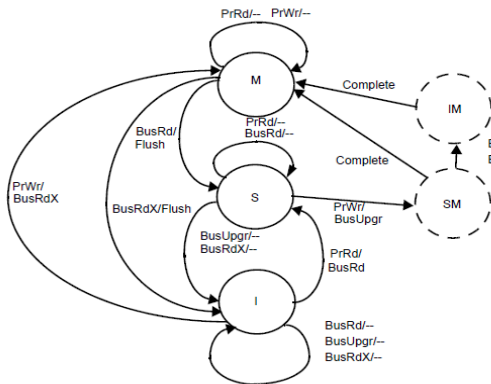 PrRd/-- PrWr/--
M
Complete
IM
BusRd/
Flush
PrRd/--
BusRd/--
Complete
PrWr/
BusRdX
BusRdX/Flush
S
PrWr/
BusUpgr
SM
BusUpgr/--
BusRdX/--
PrRd/
BusRd
I
BusRd/--
BusUpgr/--
BusRdX/--